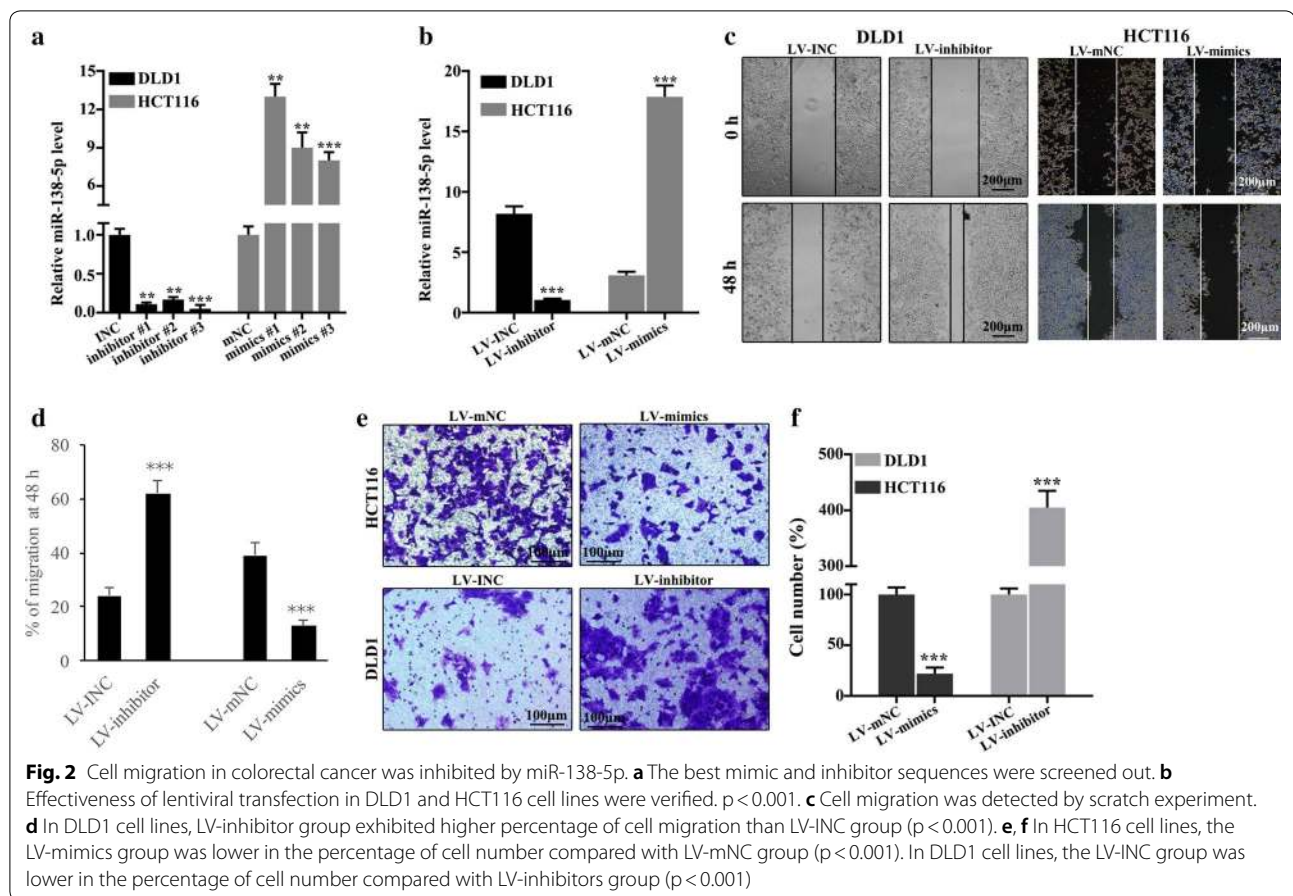 a
15
12
9
6
1.0
0.5
0.0
Relative miR-138-5p level
DLD1
HCT116
**
**
***
**
**
***
INC
inhibitor #1
inhibitor #2
inhibitor #3
mNC
mimics #1
mimics #2
mimics #3
b
20
15
10
5
0
Relative miR-138-5p level
DLD1
HCT116
***
***
LV-INC
LV-inhibitor
LV-mNC
LV-mimics
c
DLD1
HCT116
LV-INC
LV-inhibitor
LV-mNC
LV-mimics
0 h
200μm
200μm
48 h
200μm
200μm
d
80
60
40
20
0
% of migration at 48 h
***
***
LV-INC
LV-inhibitor
LV-mNC
LV-mimics
e
LV-mNC
LV-mimics
HCT116
100μm
100μm
LV-INC
LV-inhibitor
DLD1
100μm
100μm
f
500
400
300
100
50
0
Cell number (%)
DLD1
HCT116
***
***
LV-mNC
LV-mimics
LV-INC
LV-inhibitor
Fig. 2 Cell migration in colorectal cancer was inhibited by miR-138-5p. a The best mimic and inhibitor sequences were screened out. b
Effectiveness of lentiviral transfection in DLD1 and HCT116 cell lines were verified. p < 0.001. c Cell migration was detected by scratch experiment.
d In DLD1 cell lines, LV-inhibitor group exhibited higher percentage of cell migration than LV-INC group (p < 0.001). e, f In HCT116 cell lines, the
LV-mimics group was lower in the percentage of cell number compared with LV-mNC group (p < 0.001). In DLD1 cell lines, the LV-INC group was
lower in the percentage of cell number compared with LV-inhibitors group (p < 0.001)